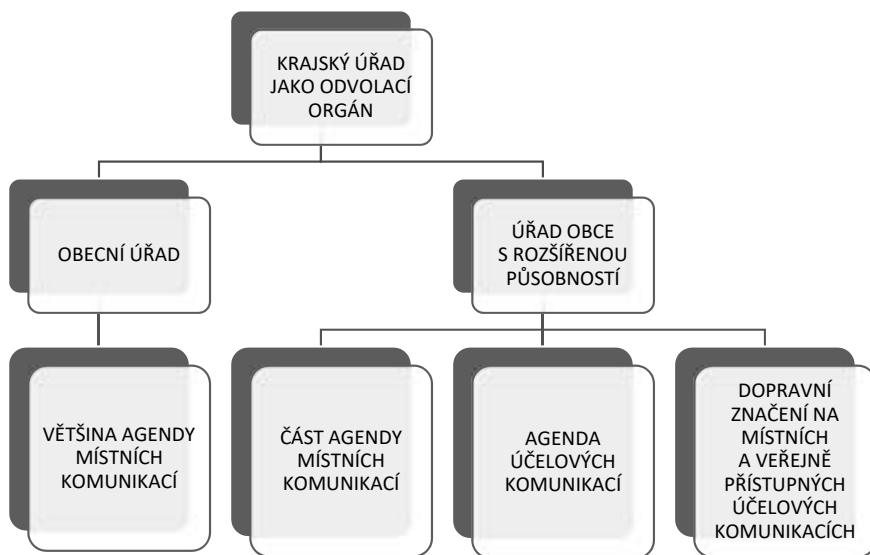 KRAJSKÝ ÚŘAD
JAKO ODVOLACÍ
ORGÁN
OBECNÍ ÚŘAD
ÚŘAD OBCE
S ROZŠÍŘENOU
PŮSOBNOSTÍ
VĚTŠINA AGENDY
MÍSTNÍCH
KOMUNIKACÍ
ČÁST AGENDY
MÍSTNÍCH
KOMUNIKACÍ
AGENDA
ÚČELOVÝCH
KOMUNIKACÍ
DOPRAVNÍ
ZNAČENÍ NA
MÍSTNÍCH
A VEŘEJNĚ
PŘÍSTUPNÝCH
ÚČELOVÝCH
KOMUNIKACÍCH